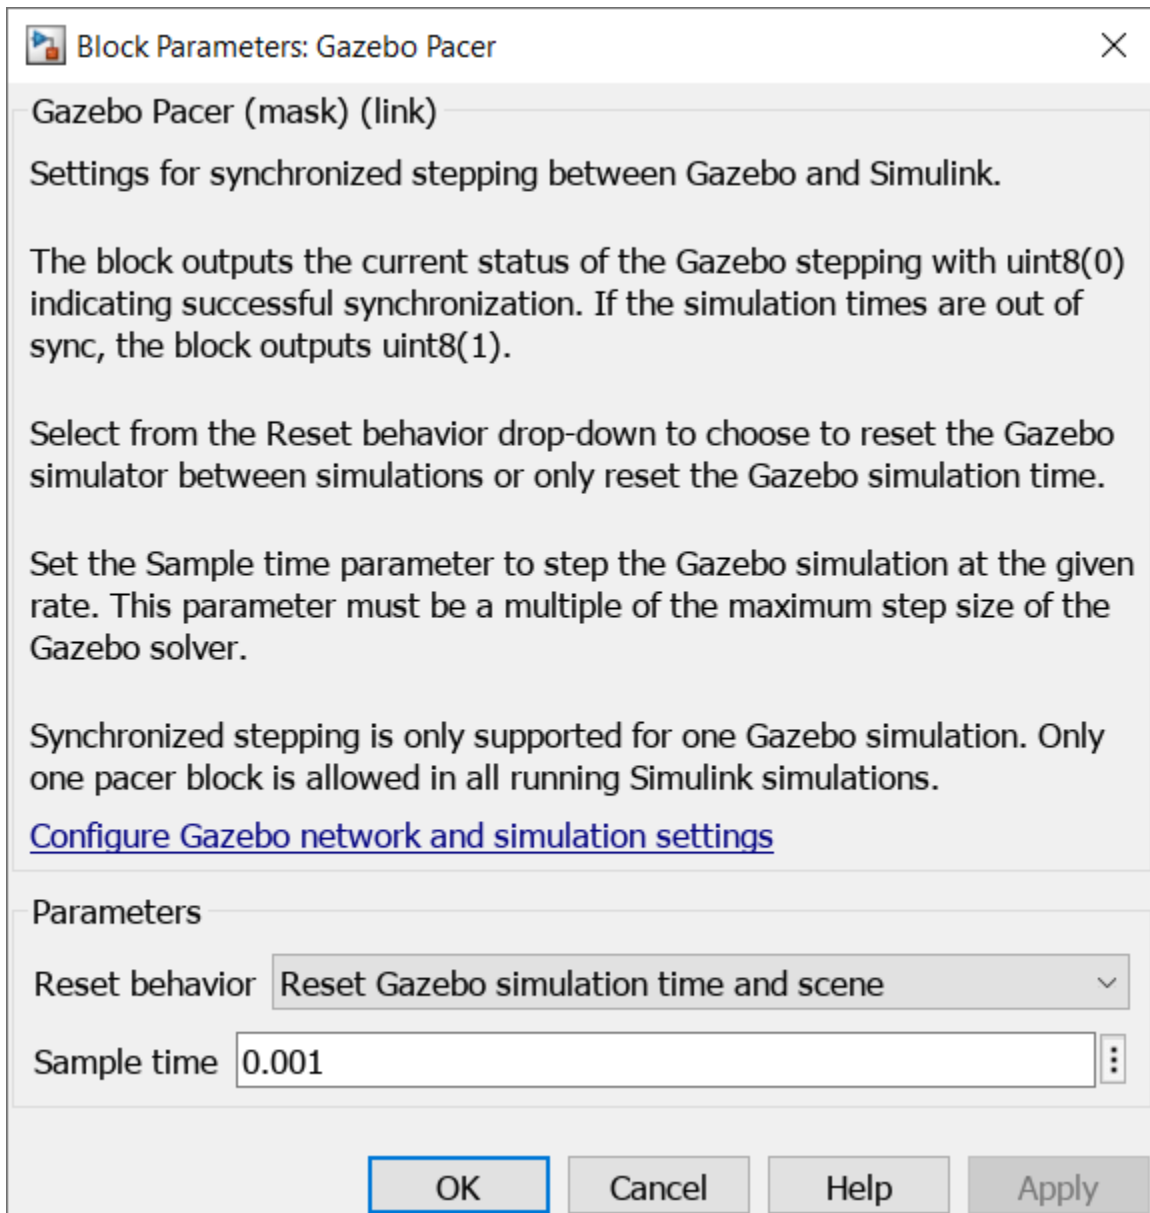 Block Parameters: Gazebo Pacer
Gazebo Pacer (mask) (link)
Settings for synchronized stepping between Gazebo and Simulink.
The block outputs the current status of the Gazebo stepping with uint8(0)
indicating successful synchronization. If the simulation times are out of
sync, the block outputs uint8(1).
Select from the Reset behavior drop-down to choose to reset the Gazebo
simulator between simulations or only reset the Gazebo simulation time.
Set the Sample time parameter to step the Gazebo simulation at the given
rate. This parameter must be a multiple of the maximum step size of the
Gazebo solver.
Synchronized stepping is only supported for one Gazebo simulation. Only
one pacer block is allowed in all running Simulink simulations.
Configure Gazebo network and simulation settings
Parameters
Reset behavior Reset Gazebo simulation time and scene
Sample time 0.001
OK Cancel Help Apply